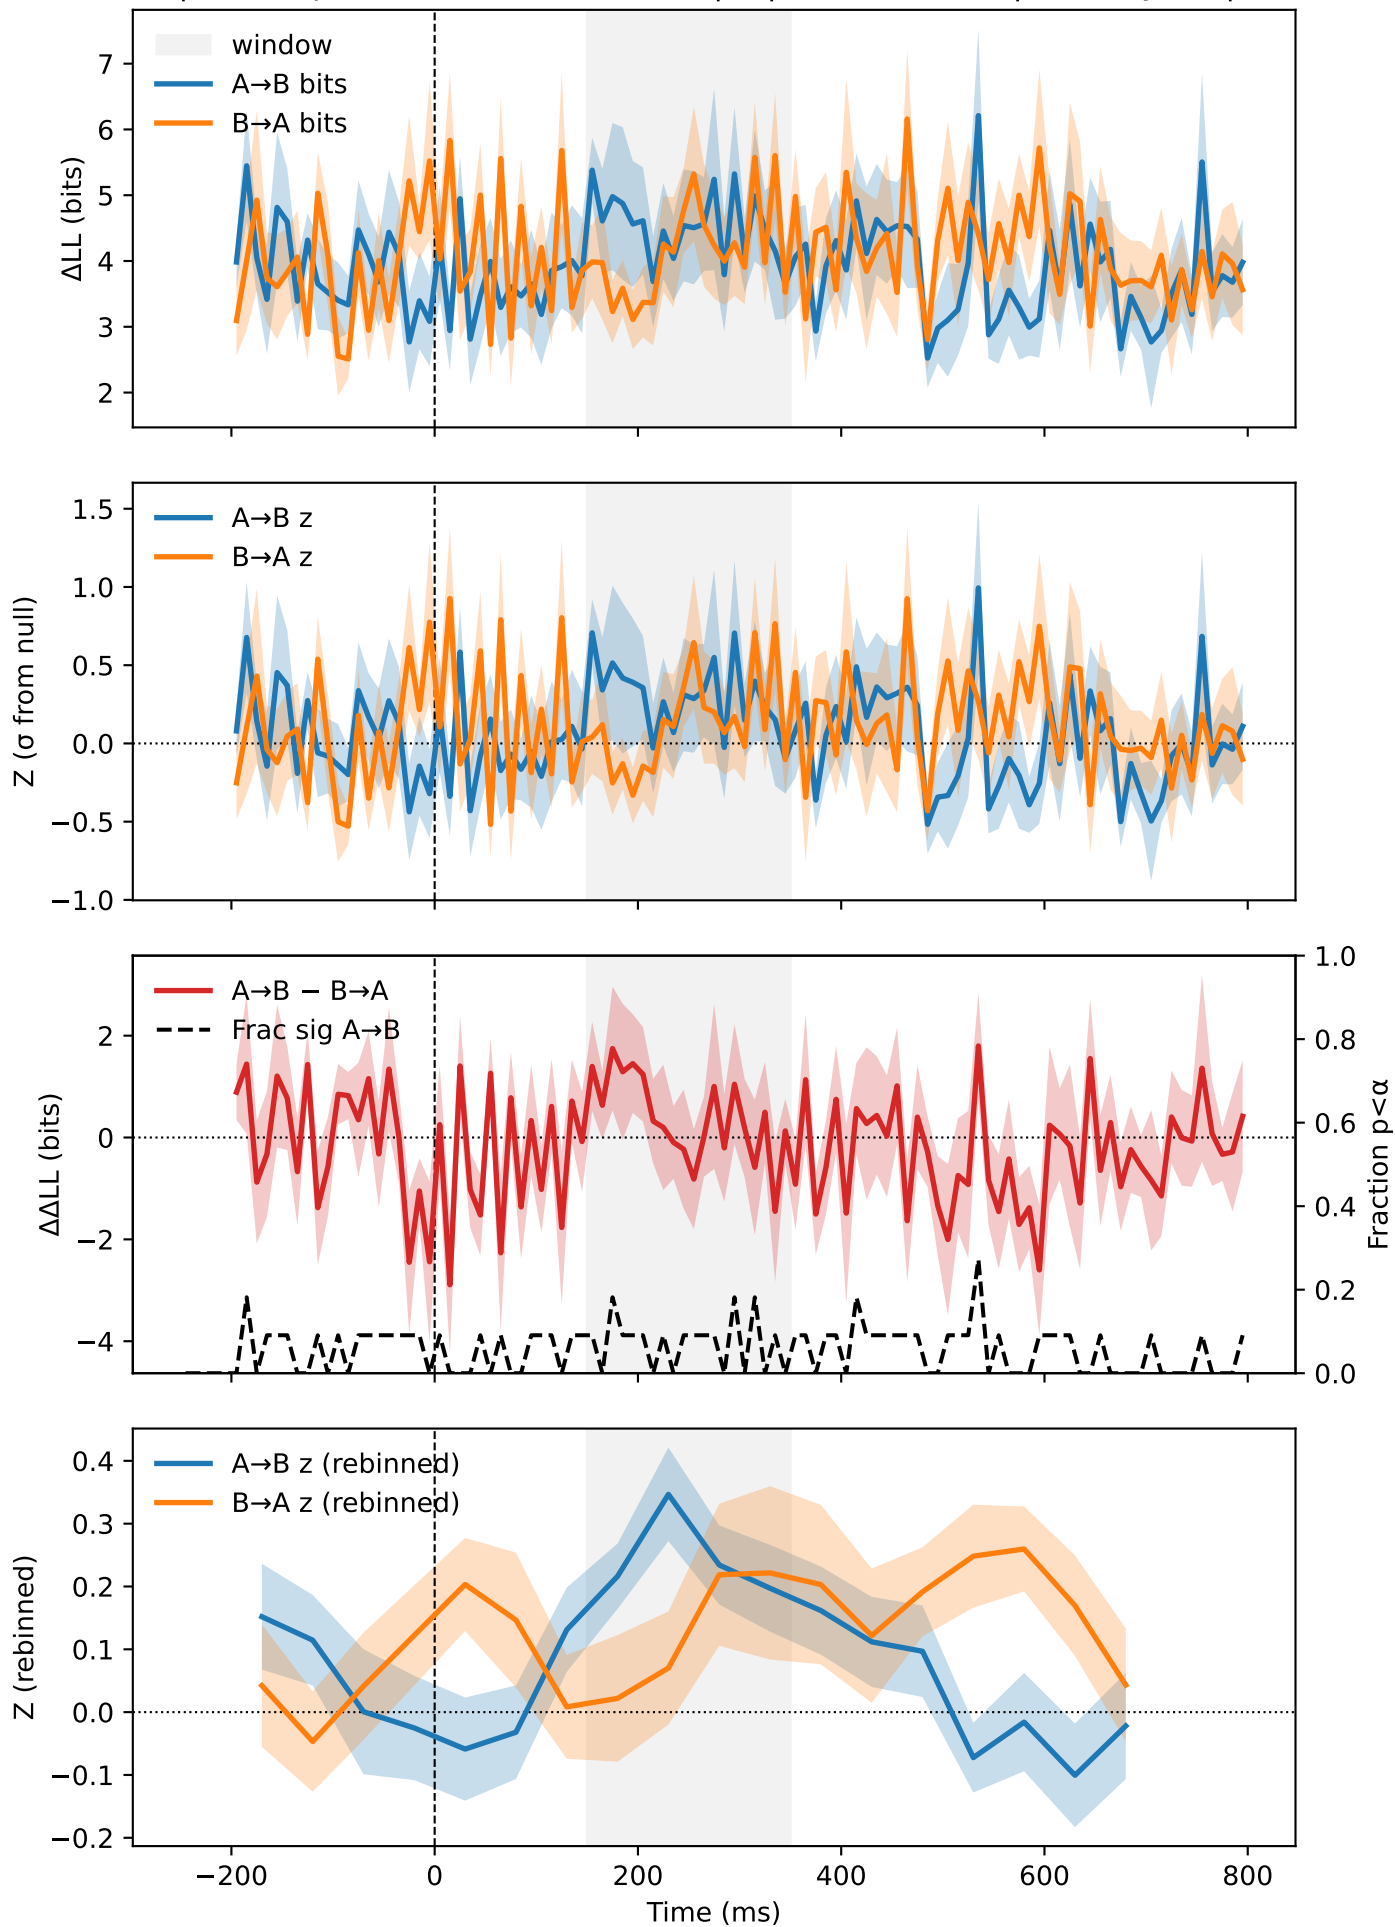 window
A→B bits
B→A bits
7
6
5
4
3
2
ΔLL (bits)
A→B z
B→A z
1.5
1.0
0.5
0.0
−0.5
−1.0
Z (σ from null)
A→B − B→A
Frac sig A→B
2
0
−2
−4
ΔΔLL (bits)
1.0
0.8
0.6
0.4
0.2
0.0
Fraction p<α
A→B z (rebinned)
B→A z (rebinned)
0.4
0.3
0.2
0.1
0.0
−0.1
−0.2
Z (rebinned)
−200 0 200 400 600 800
Time (ms)